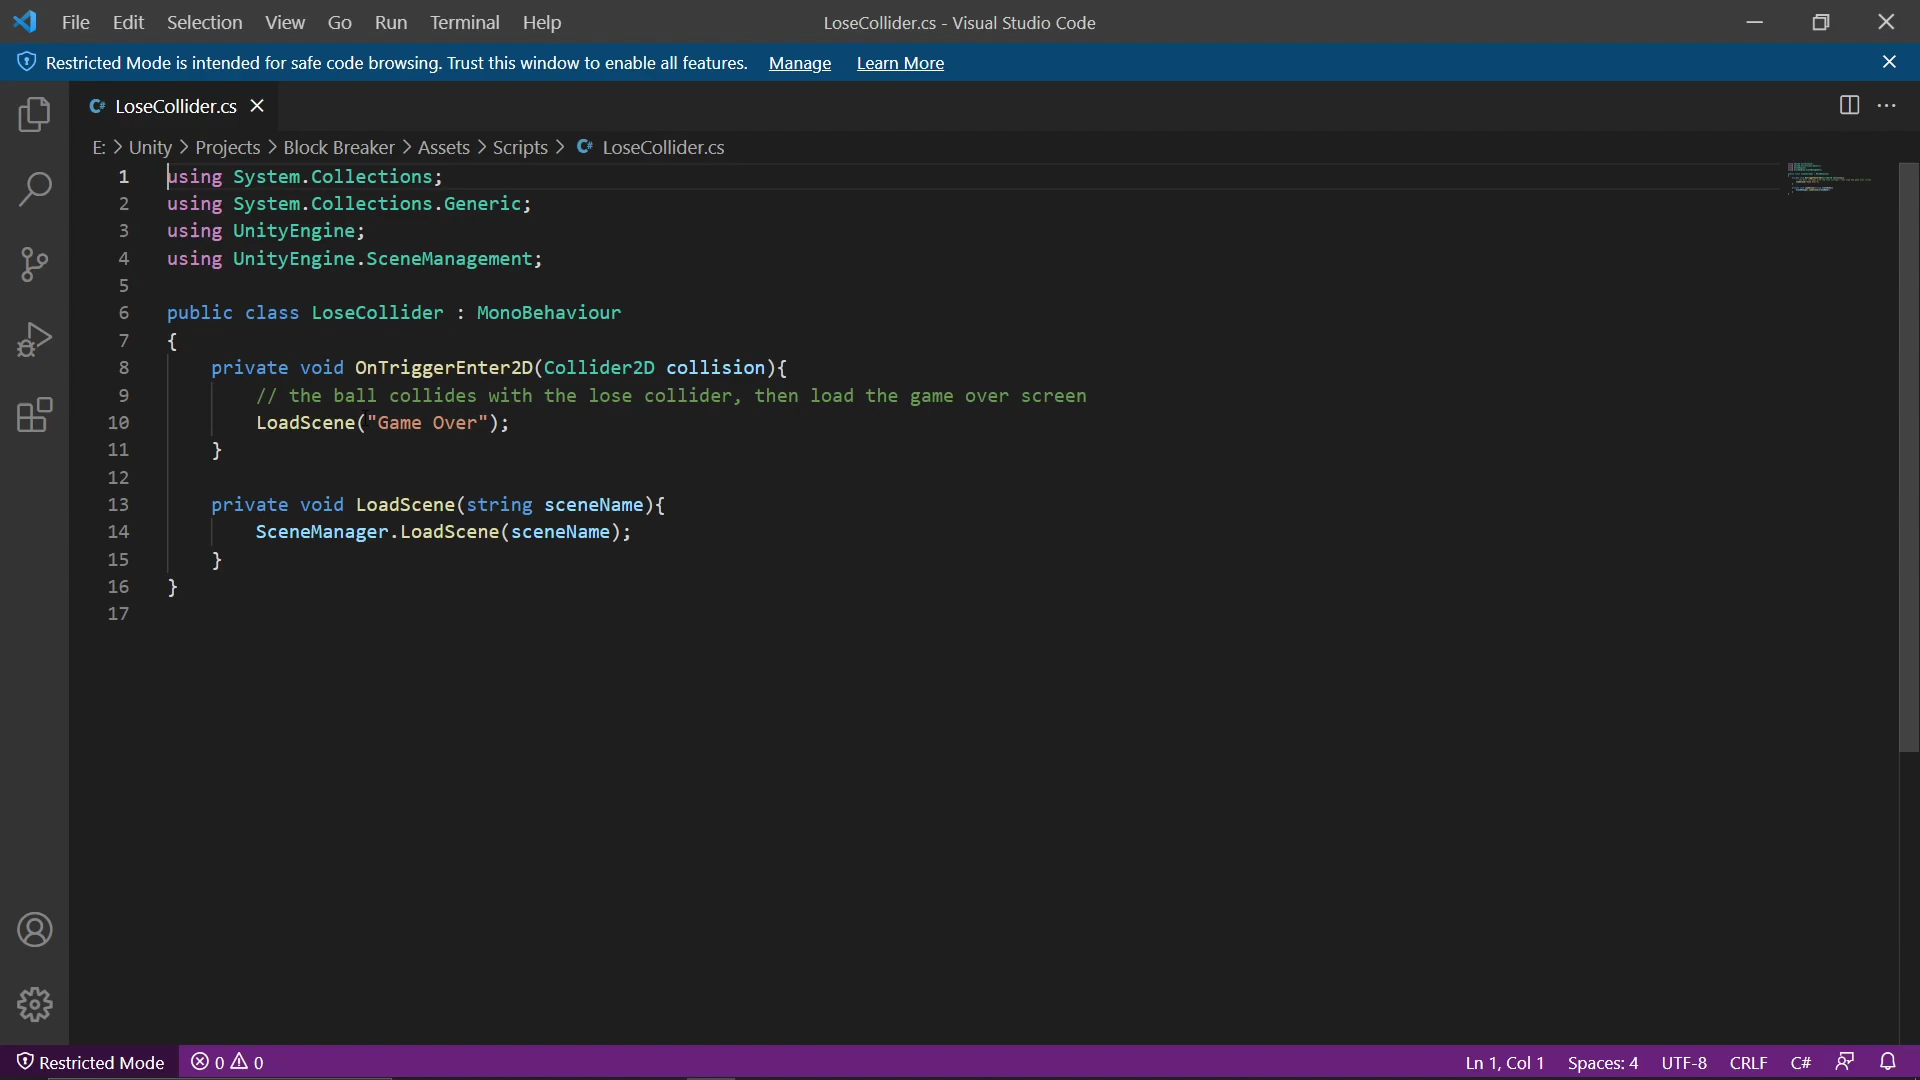 File Edit Selection View Go Run Terminal Help LoseCollider.cs - Visual Studio Code
Restricted Mode is intended for safe code browsing. Trust this window to enable all features. Manage Learn More
C# LoseCollider.cs
E: > Unity > Projects > Block Breaker > Assets > Scripts > C# LoseCollider.cs
1 using System.Collections;
2 using System.Collections.Generic;
3 using UnityEngine;
4 using UnityEngine.SceneManagement;
5
6 public class LoseCollider : MonoBehaviour
7 {
8 private void OnTriggerEnter2D(Collider2D collision){
9 // the ball collides with the lose collider, then load the game over screen
10 LoadScene("Game Over");
11 }
12
13 private void LoadScene(string sceneName){
14 SceneManager.LoadScene(sceneName);
15 }
16 }
17
Restricted Mode 0 0 Ln 1, Col 1 Spaces: 4 UTF-8 CRLF C#